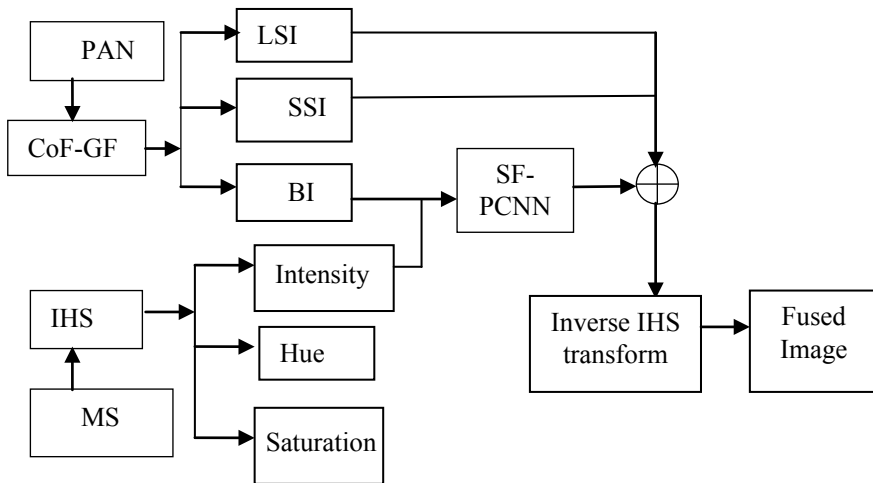 PAN
CoF-GF
LSI
SSI
BI
SF-
PCNN
IHS
MS
Intensity
Hue
Saturation
Inverse IHS
transform
Fused
Image